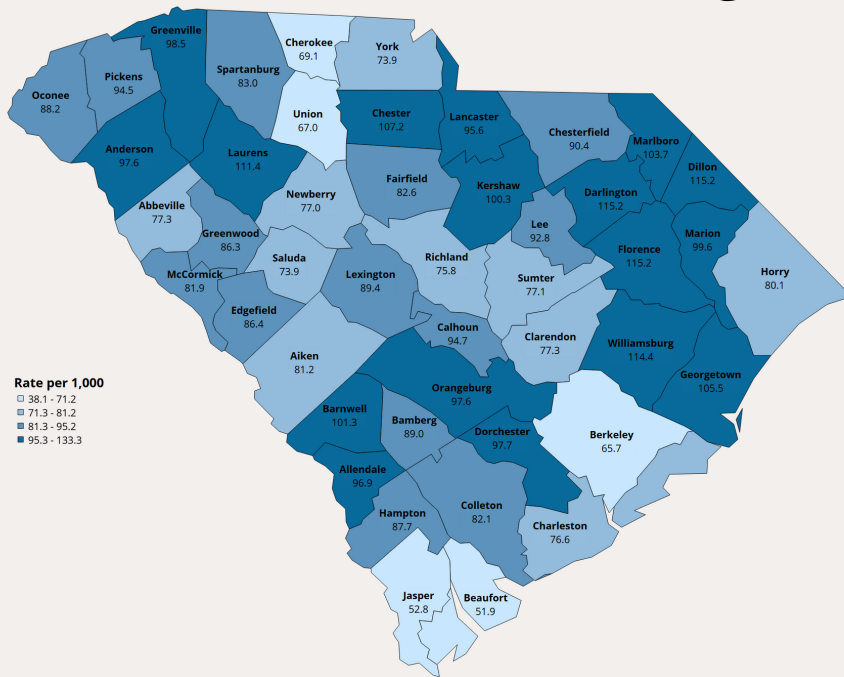 Greenville
98.5
Cherokee
69.1
York
73.9
Spartanburg
83.0
Pickens
94.5
Oconee
88.2
Union
67.0
Chester
107.2
Lancaster
95.6
Chesterfield
90.4
Marlboro
103.7
Dillon
115.2
Anderson
97.6
Laurens
111.4
Fairfield
82.6
Kershaw
100.3
Darlington
115.2
Newberry
77.0
Abbeville
77.3
Greenwood
86.3
Lee
92.8
Marion
99.6
Florence
115.2
Saluda
73.9
Richland
75.8
Lexington
89.4
McCormick
81.9
Sumter
77.1
Horry
80.1
Edgefield
86.4
Calhoun
94.7
Clarendon
77.3
Williamsburg
114.4
Aiken
81.2
Georgetown
105.5
Orangeburg
97.6
Barnwell
101.3
Bamberg
89.0
Dorchester
97.7
Berkeley
65.7
Allendale
96.9
Hampton
87.7
Colleton
82.1
Charleston
76.6
Jasper
52.8
Beaufort
51.9
Rate per 1,000
38.1 - 71.2
71.3 - 81.2
81.3 - 95.2
95.3 - 133.3